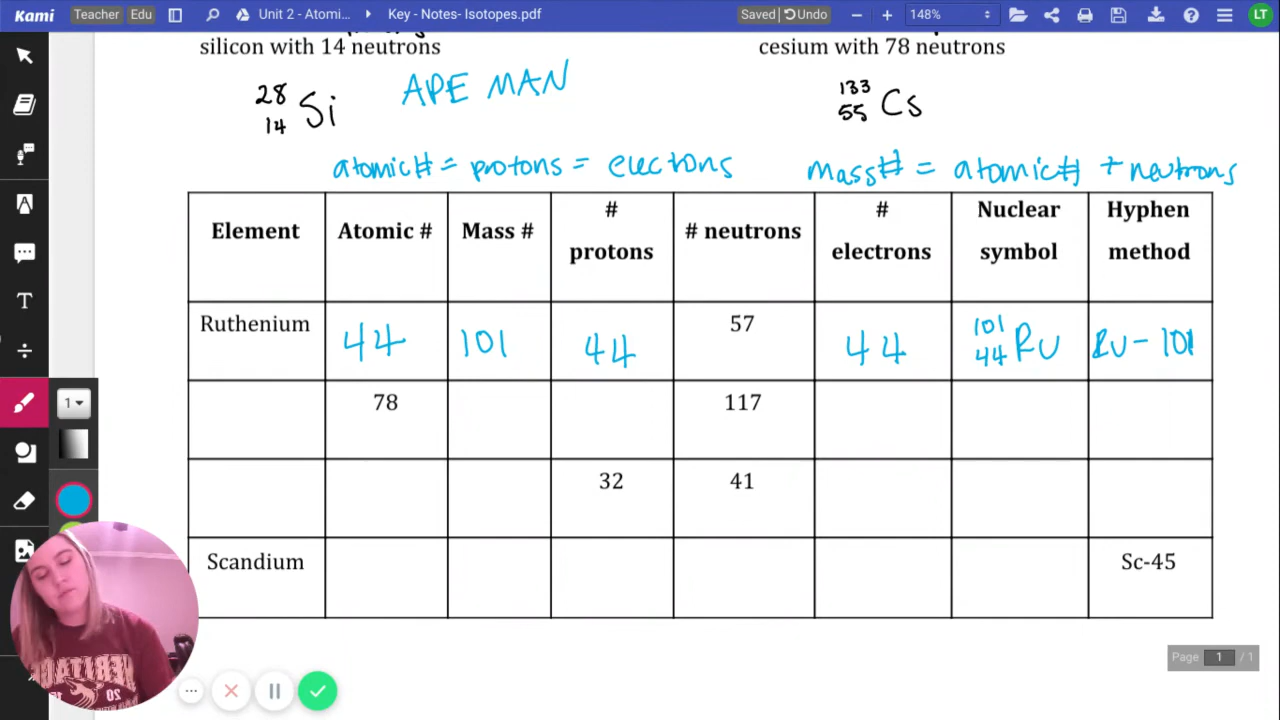 Kami Teacher Edu Unit 2 - Atomi... Key - Notes- Isotopes.pdf Saved Undo 148% LT
silicon with 14 neutrons cesium with 78 neutrons
28 14 Si APE MAN 133 55 Cs
atomic# = protons = electrons mass# = atomic# + neutrons
Element Atomic # Mass # # protons # neutrons # electrons Nuclear symbol Hyphen method
Ruthenium 44 101 44 57 44 101 44 Ru Ru - 101
78 117
32 41
Scandium Sc-45
1
T
HERITAGE
20
Page 1 / 1